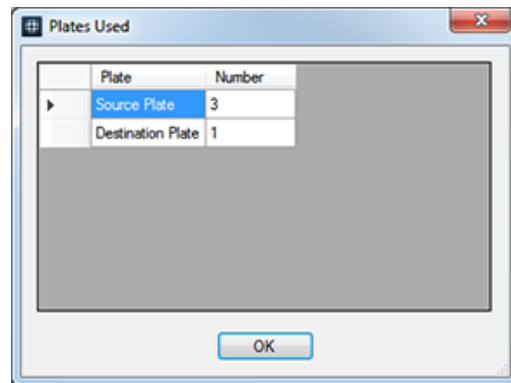 Plates Used
Plate Number
Source Plate 3
Destination Plate 1
OK